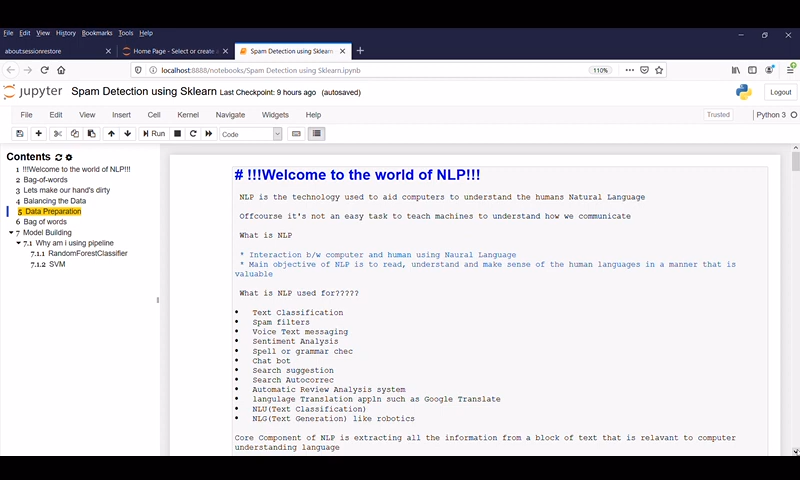 File Edit View History Bookmarks Tools Help
about:sessionrestore
Home Page - Select or create a
Spam Detection using Sklearn
localhost:8888/notebooks/Spam Detection using Sklearn.ipynb
110%
jupyter Spam Detection using Sklearn Last Checkpoint: 9 hours ago (autosaved)
Logout
File Edit View Insert Cell Kernel Navigate Widgets Help
Trusted Python 3
Run Code
Contents
1 !!!Welcome to the world of NLP!!!
2 Bag-of-words
3 Lets make our hand's dirty
4 Balancing the Data
5 Data Preparation
6 Bag of words
7 Model Building
7.1 Why am i using pipeline
7.1.1 RandomForestClassifier
7.1.2 SVM
# !!!Welcome to the world of NLP!!!
NLP is the technology used to aid computers to understand the humans Natural Language
Offcourse it's not an easy task to teach machines to understand how we communicate
What is NLP
* Interaction b/w computer and human using Naural Language
* Main objective of NLP is to read, understand and make sense of the human languages in a manner that is
valuable
What is NLP used for?????
• Text Classification
• Spam filters
• Voice Text messaging
• Sentiment Analysis
• Spell or grammar chec
• Chat bot
• Search suggestion
• Search Autocorrec
• Automatic Review Analysis system
• langulage Translation appln such as Google Translate
• NLU(Text Classification)
• NLG(Text Generation) like robotics
Core Component of NLP is extracting all the information from a block of text that is relavant to computer
understanding language